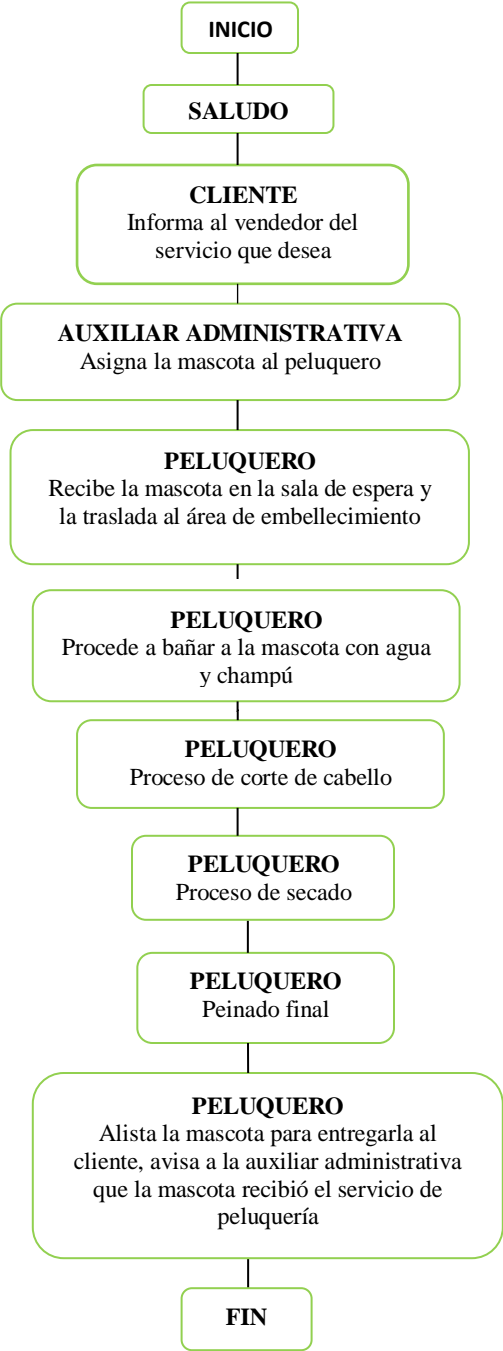 INICIO
SALUDO
CLIENTE
Informa al vendedor del
servicio que desea
AUXILIAR ADMINISTRATIVA
Asigna la mascota al peluquero
PELUQUERO
Recibe la mascota en la sala de espera y
la traslada al área de embellecimiento
PELUQUERO
Procede a bañar a la mascota con agua
y champú
PELUQUERO
Proceso de corte de cabello
PELUQUERO
Proceso de secado
PELUQUERO
Peinado final
PELUQUERO
Alista la mascota para entregarla al
cliente, avisa a la auxiliar administrativa
que la mascota recibió el servicio de
peluquería
FIN